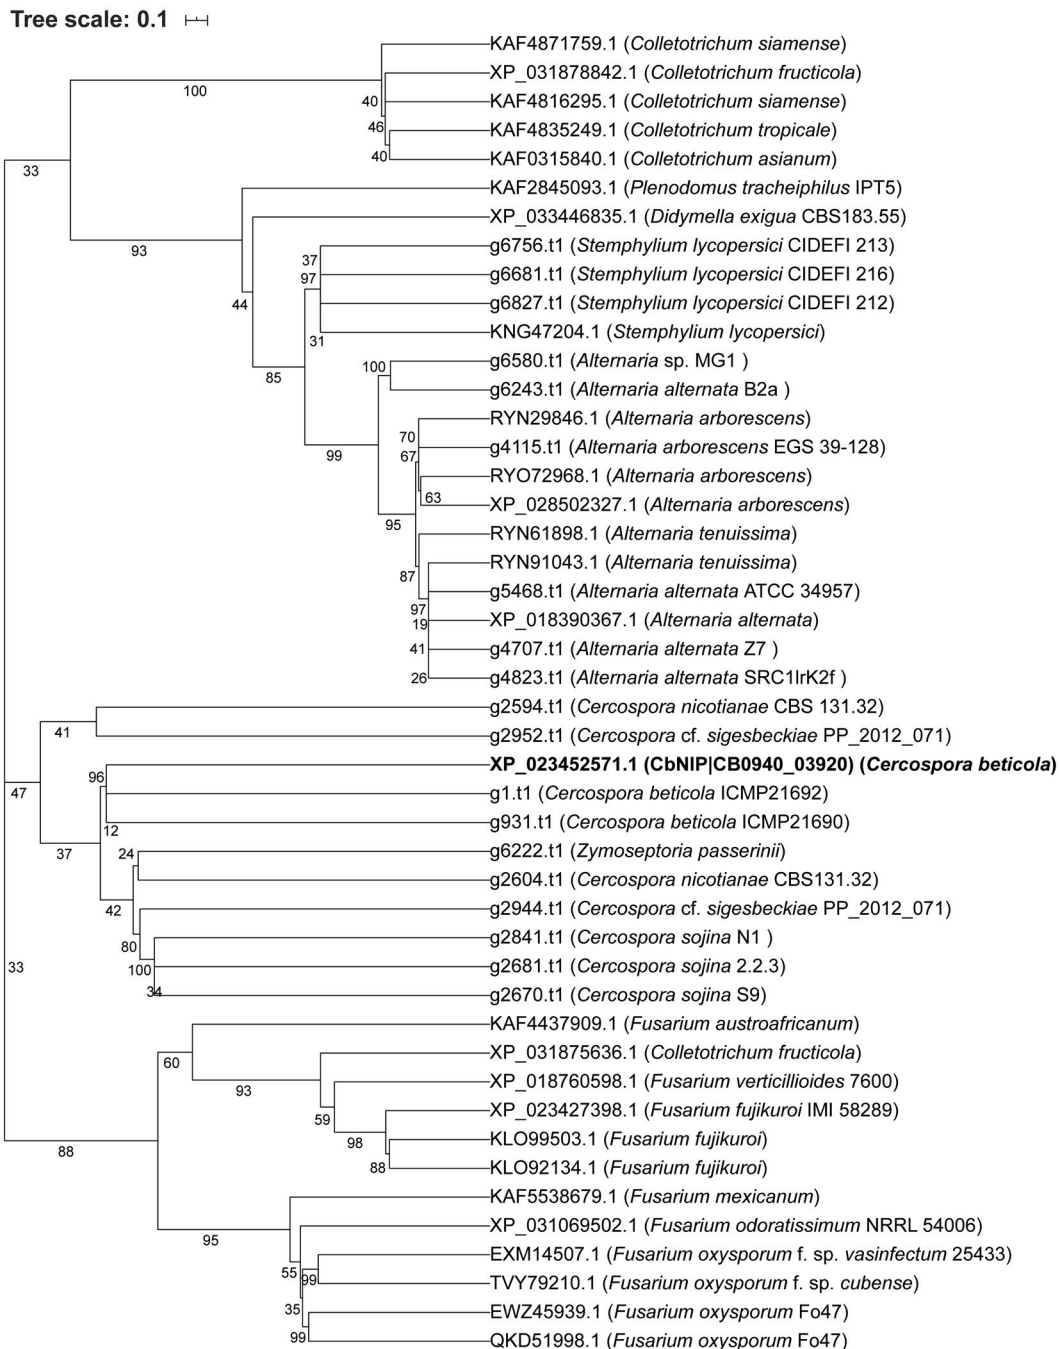 Tree scale: 0.1
KAF4871759.1 (Colletotrichum siamense)
XP_031878842.1 (Colletotrichum fructicola)
100
40
KAF4816295.1 (Colletotrichum siamense)
46
KAF4835249.1 (Colletotrichum tropicale)
40
KAF0315840.1 (Colletotrichum asianum)
33
KAF2845093.1 (Plenodomus tracheiphilus IPT5)
XP_033446835.1 (Didymella exigua CBS183.55)
93
g6756.t1 (Stemphylium lycopersici CIDEFI 213)
37
97
g6681.t1 (Stemphylium lycopersici CIDEFI 216)
44
g6827.t1 (Stemphylium lycopersici CIDEFI 212)
KNG47204.1 (Stemphylium lycopersici)
31
g6580.t1 (Alternaria sp. MG1 )
100
85
g6243.t1 (Alternaria alternata B2a )
RYN29846.1 (Alternaria arborescens)
70
g4115.t1 (Alternaria arborescens EGS 39-128)
99
67
RYO72968.1 (Alternaria arborescens)
63
XP_028502327.1 (Alternaria arborescens)
95
RYN61898.1 (Alternaria tenuissima)
RYN91043.1 (Alternaria tenuissima)
87
g5468.t1 (Alternaria alternata ATCC 34957)
97
19
XP_018390367.1 (Alternaria alternata)
41
g4707.t1 (Alternaria alternata Z7 )
26
g4823.t1 (Alternaria alternata SRC1lrK2f )
g2594.t1 (Cercospora nicotianae CBS 131.32)
41
g2952.t1 (Cercospora cf. sigesbeckiae PP_2012_071)
XP_023452571.1 (CbNIP|CB0940_03920) (Cercospora beticola)
96
47
g1.t1 (Cercospora beticola ICMP21692)
g931.t1 (Cercospora beticola ICMP21690)
12
37
24
g6222.t1 (Zymoseptoria passerinii)
g2604.t1 (Cercospora nicotianae CBS131.32)
42
g2944.t1 (Cercospora cf. sigesbeckiae PP_2012_071)
80
g2841.t1 (Cercospora sojina N1 )
33
100
g2681.t1 (Cercospora sojina 2.2.3)
34
g2670.t1 (Cercospora sojina S9)
KAF4437909.1 (Fusarium austroafricanum)
60
XP_031875636.1 (Colletotrichum fructicola)
93
XP_018760598.1 (Fusarium verticillioides 7600)
59
XP_023427398.1 (Fusarium fujikuroi IMI 58289)
98
KLO99503.1 (Fusarium fujikuroi)
88
88
KLO92134.1 (Fusarium fujikuroi)
KAF5538679.1 (Fusarium mexicanum)
95
XP_031069502.1 (Fusarium odoratissimum NRRL 54006)
EXM14507.1 (Fusarium oxysporum f. sp. vasinfectum 25433)
55
99
TVY79210.1 (Fusarium oxysporum f. sp. cubense)
35
EWZ45939.1 (Fusarium oxysporum Fo47)
99
QKD51998.1 (Fusarium oxysporum Fo47)